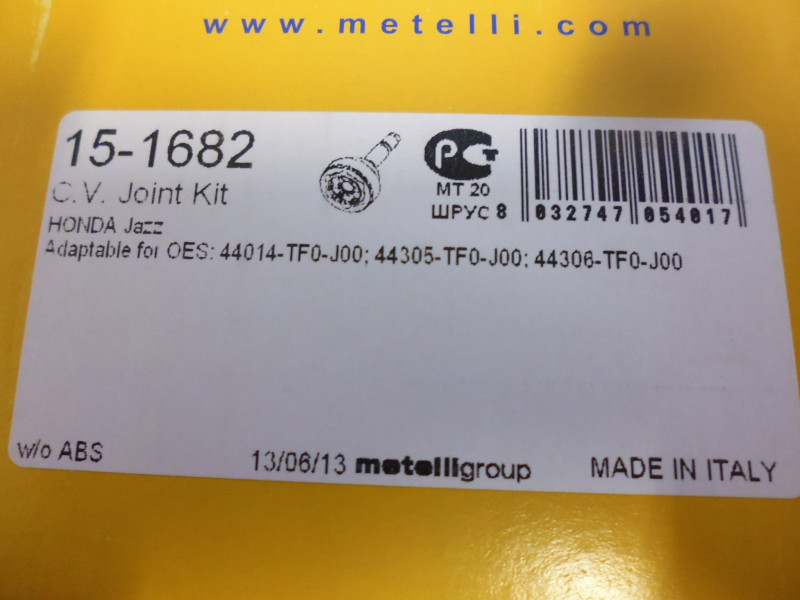 www.metelli.com
15-1682
C.V. Joint Kit
HONDA Jazz
Adaptable for OES: 44014-TF0-J00; 44305-TF0-J00; 44306-TF0-J00
РСТ
МТ 20
ШРУС 8 032747 054017
w/o ABS
13/06/13 metelligroup
MADE IN ITALY